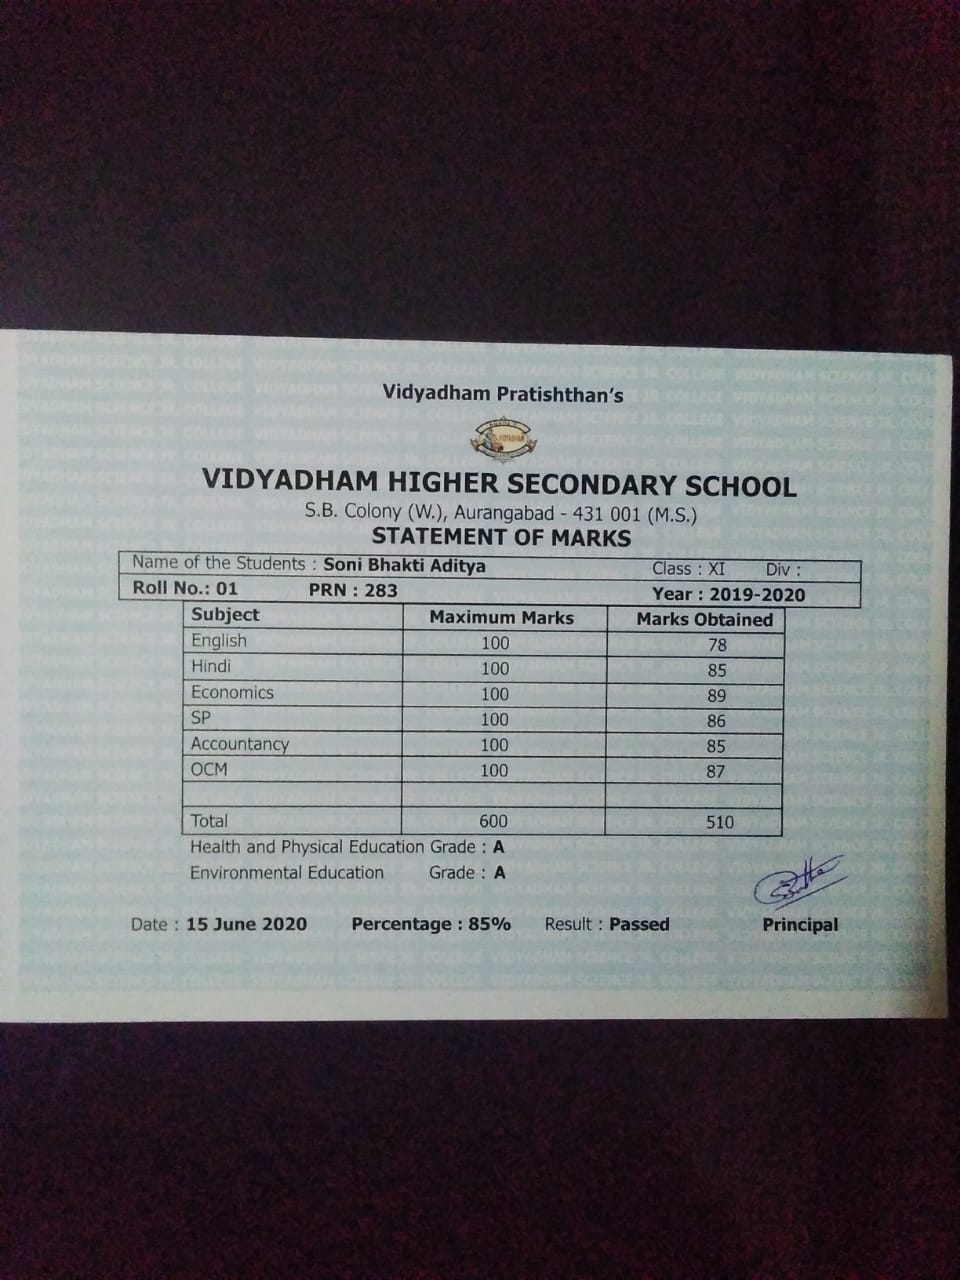 Vidyadham Pratishthan's
VIDYADHAM
VIDYADHAM HIGHER SECONDARY SCHOOL
S.B. Colony (W.), Aurangabad - 431 001 (M.S.)
STATEMENT OF MARKS
Name of the Students : Soni Bhakti Aditya Class : XI Div :
Roll No.: 01 PRN : 283 Year : 2019-2020
Subject Maximum Marks Marks Obtained
English 100 78
Hindi 100 85
Economics 100 89
SP 100 86
Accountancy 100 85
OCM 100 87
Total 600 510
Health and Physical Education Grade : A
Environmental Education Grade : A
Date : 15 June 2020 Percentage : 85% Result : Passed Principal